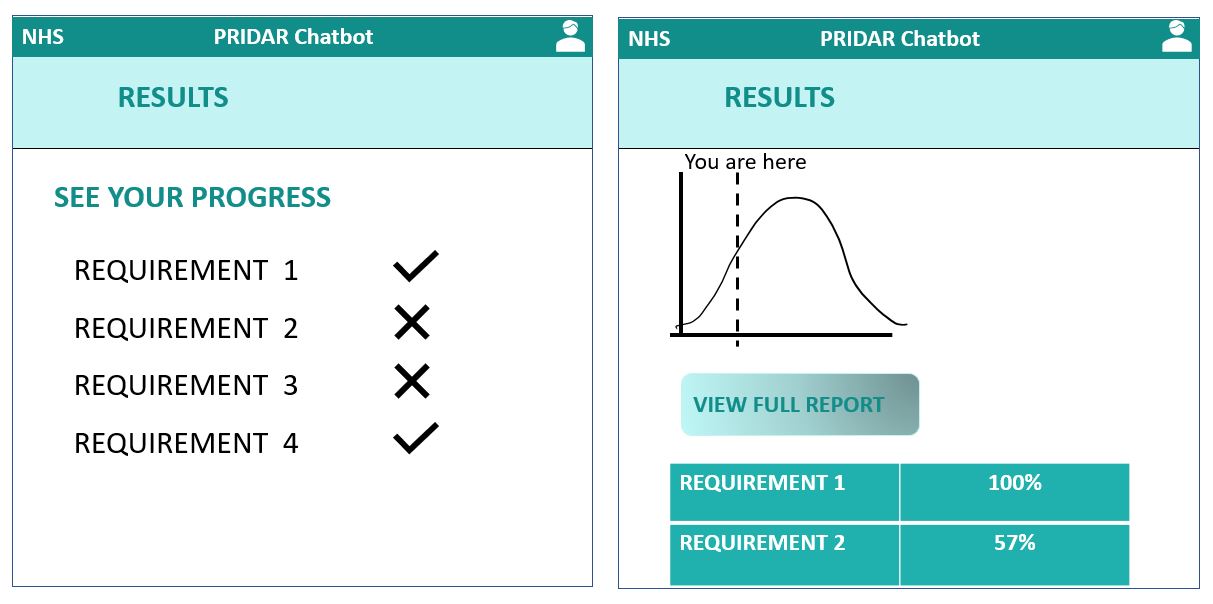 NHS PRIDAR Chatbot
RESULTS
SEE YOUR PROGRESS
REQUIREMENT 1
REQUIREMENT 2
REQUIREMENT 3
REQUIREMENT 4
NHS PRIDAR Chatbot
RESULTS
You are here
VIEW FULL REPORT
REQUIREMENT 1 100%
REQUIREMENT 2 57%